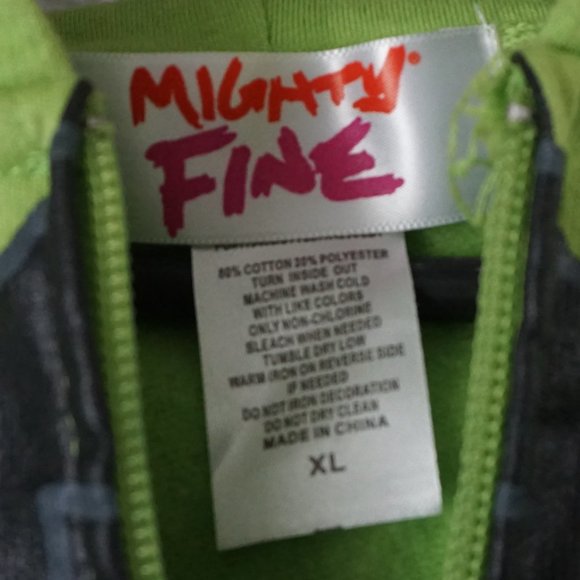 MIGHTY
FINE
80% COTTON 20% POLYESTER
TURN INSIDE OUT
MACHINE WASH COLD
WITH LIKE COLORS
ONLY NON-CHLORINE
BLEACH WHEN NEEDED
TUMBLE DRY LOW
WARM IRON ON REVERSE SIDE
IF NEEDED
DO NOT IRON DECORATION
DO NOT DRY CLEAN
MADE IN CHINA
XL